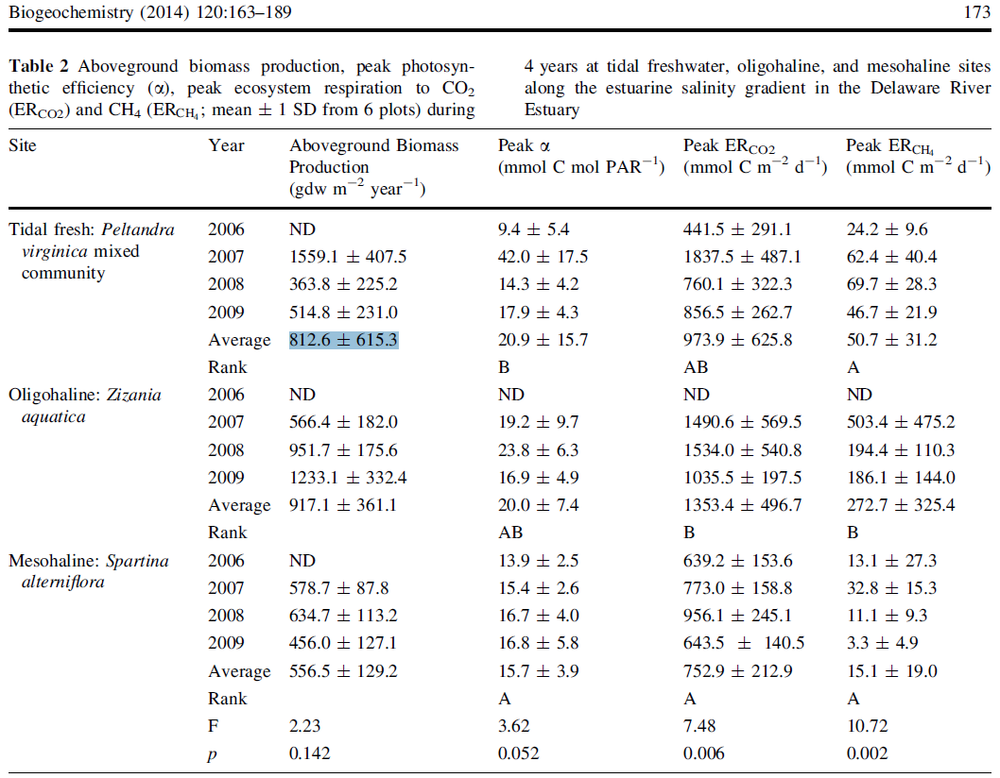 Biogeochemistry (2014) 120:163–189 173
Table 2 Aboveground biomass production, peak photosyn-
thetic efficiency (α), peak ecosystem respiration to CO2
(ERCO2) and CH4 (ERCH4; mean ± 1 SD from 6 plots) during
4 years at tidal freshwater, oligohaline, and mesohaline sites
along the estuarine salinity gradient in the Delaware River
Estuary
Site Year Aboveground Biomass Peak α Peak ERCO2 Peak ERCH4
Production (mmol C mol PAR−1) (mmol C m−2 d−1) (mmol C m−2 d−1)
(gdw m−2 year−1)
Tidal fresh: Peltandra 2006 ND 9.4 ± 5.4 441.5 ± 291.1 24.2 ± 9.6
virginica mixed 2007 1559.1 ± 407.5 42.0 ± 17.5 1837.5 ± 487.1 62.4 ± 40.4
community 2008 363.8 ± 225.2 14.3 ± 4.2 760.1 ± 322.3 69.7 ± 28.3
2009 514.8 ± 231.0 17.9 ± 4.3 856.5 ± 262.7 46.7 ± 21.9
Average 812.6 ± 615.3 20.9 ± 15.7 973.9 ± 625.8 50.7 ± 31.2
Rank B AB A
Oligohaline: Zizania 2006 ND ND ND ND
aquatica 2007 566.4 ± 182.0 19.2 ± 9.7 1490.6 ± 569.5 503.4 ± 475.2
2008 951.7 ± 175.6 23.8 ± 6.3 1534.0 ± 540.8 194.4 ± 110.3
2009 1233.1 ± 332.4 16.9 ± 4.9 1035.5 ± 197.5 186.1 ± 144.0
Average 917.1 ± 361.1 20.0 ± 7.4 1353.4 ± 496.7 272.7 ± 325.4
Rank AB B B
Mesohaline: Spartina 2006 ND 13.9 ± 2.5 639.2 ± 153.6 13.1 ± 27.3
alterniflora 2007 578.7 ± 87.8 15.4 ± 2.6 773.0 ± 158.8 32.8 ± 15.3
2008 634.7 ± 113.2 16.7 ± 4.0 956.1 ± 245.1 11.1 ± 9.3
2009 456.0 ± 127.1 16.8 ± 5.8 643.5 ± 140.5 3.3 ± 4.9
Average 556.5 ± 129.2 15.7 ± 3.9 752.9 ± 212.9 15.1 ± 19.0
Rank A A A
F 2.23 3.62 7.48 10.72
p 0.142 0.052 0.006 0.002